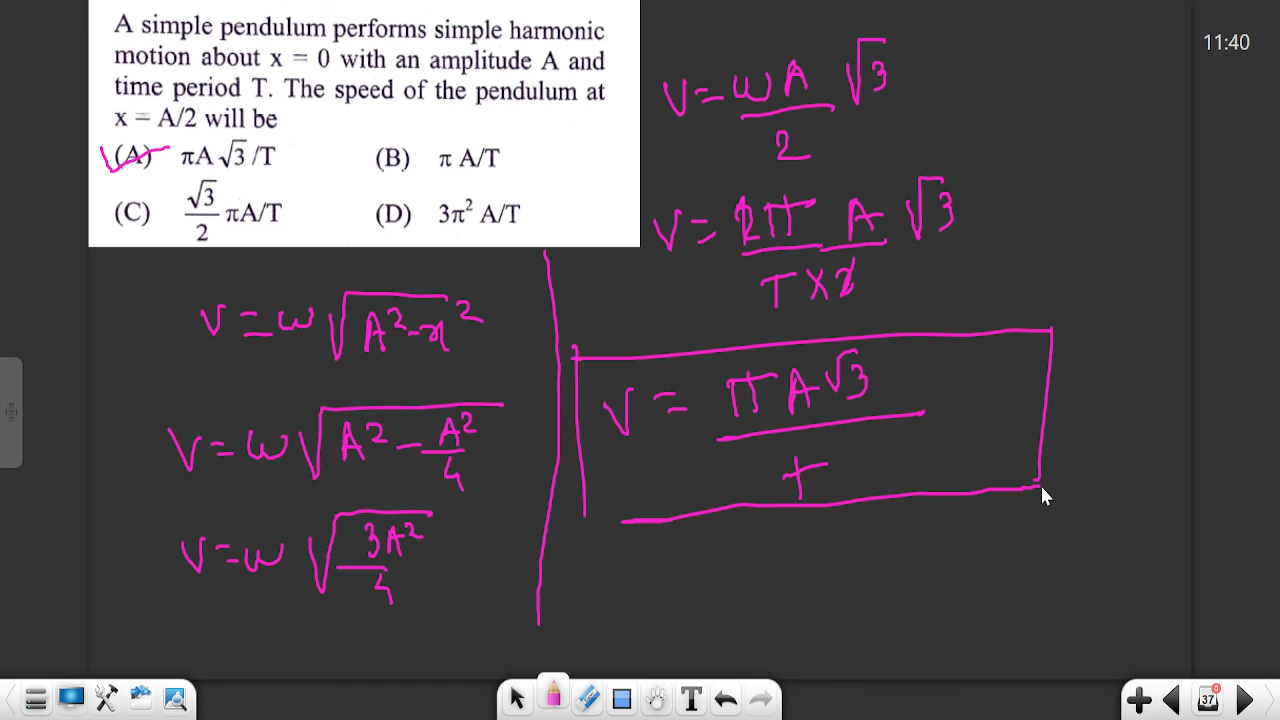 A simple pendulum performs simple harmonic
motion about x = 0 with an amplitude A and
time period T. The speed of the pendulum at
x = A/2 will be
(A) πA√3/T (B) π A/T
(C) √3/2 πA/T (D) 3π² A/T
V = ω√A²-x²
V = ω√A² - A²/4
V = ω√3A²/4
V = ωA/2 √3
V = 2π/T × A/2 √3
V = πA√3/T
11:40
T
37
0